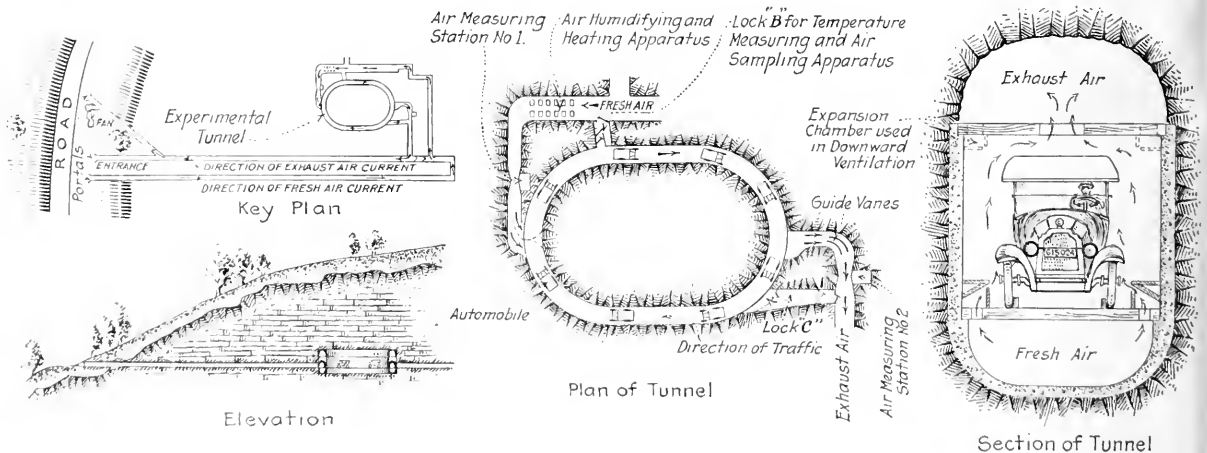 ROAD
Portals
FAN
ENTRANCE
Experimental
Tunnel
DIRECTION OF EXHAUST AIR CURRENT
DIRECTION OF FRESH AIR CURRENT
Key Plan
Elevation
Air Measuring
Station No 1.
Air Humidifying and
Heating Apparatus
Lock "B" for Temperature
Measuring and Air
Sampling Apparatus
FRESH AIR
Guide Vanes
Automobile
Lock "C"
Direction of Traffic
Exhaust Air
Air Measuring
Station No 2
Plan of Tunnel
Exhaust Air
Expansion
Chamber used
in Downward
Ventilation
Fresh Air
Section of Tunnel